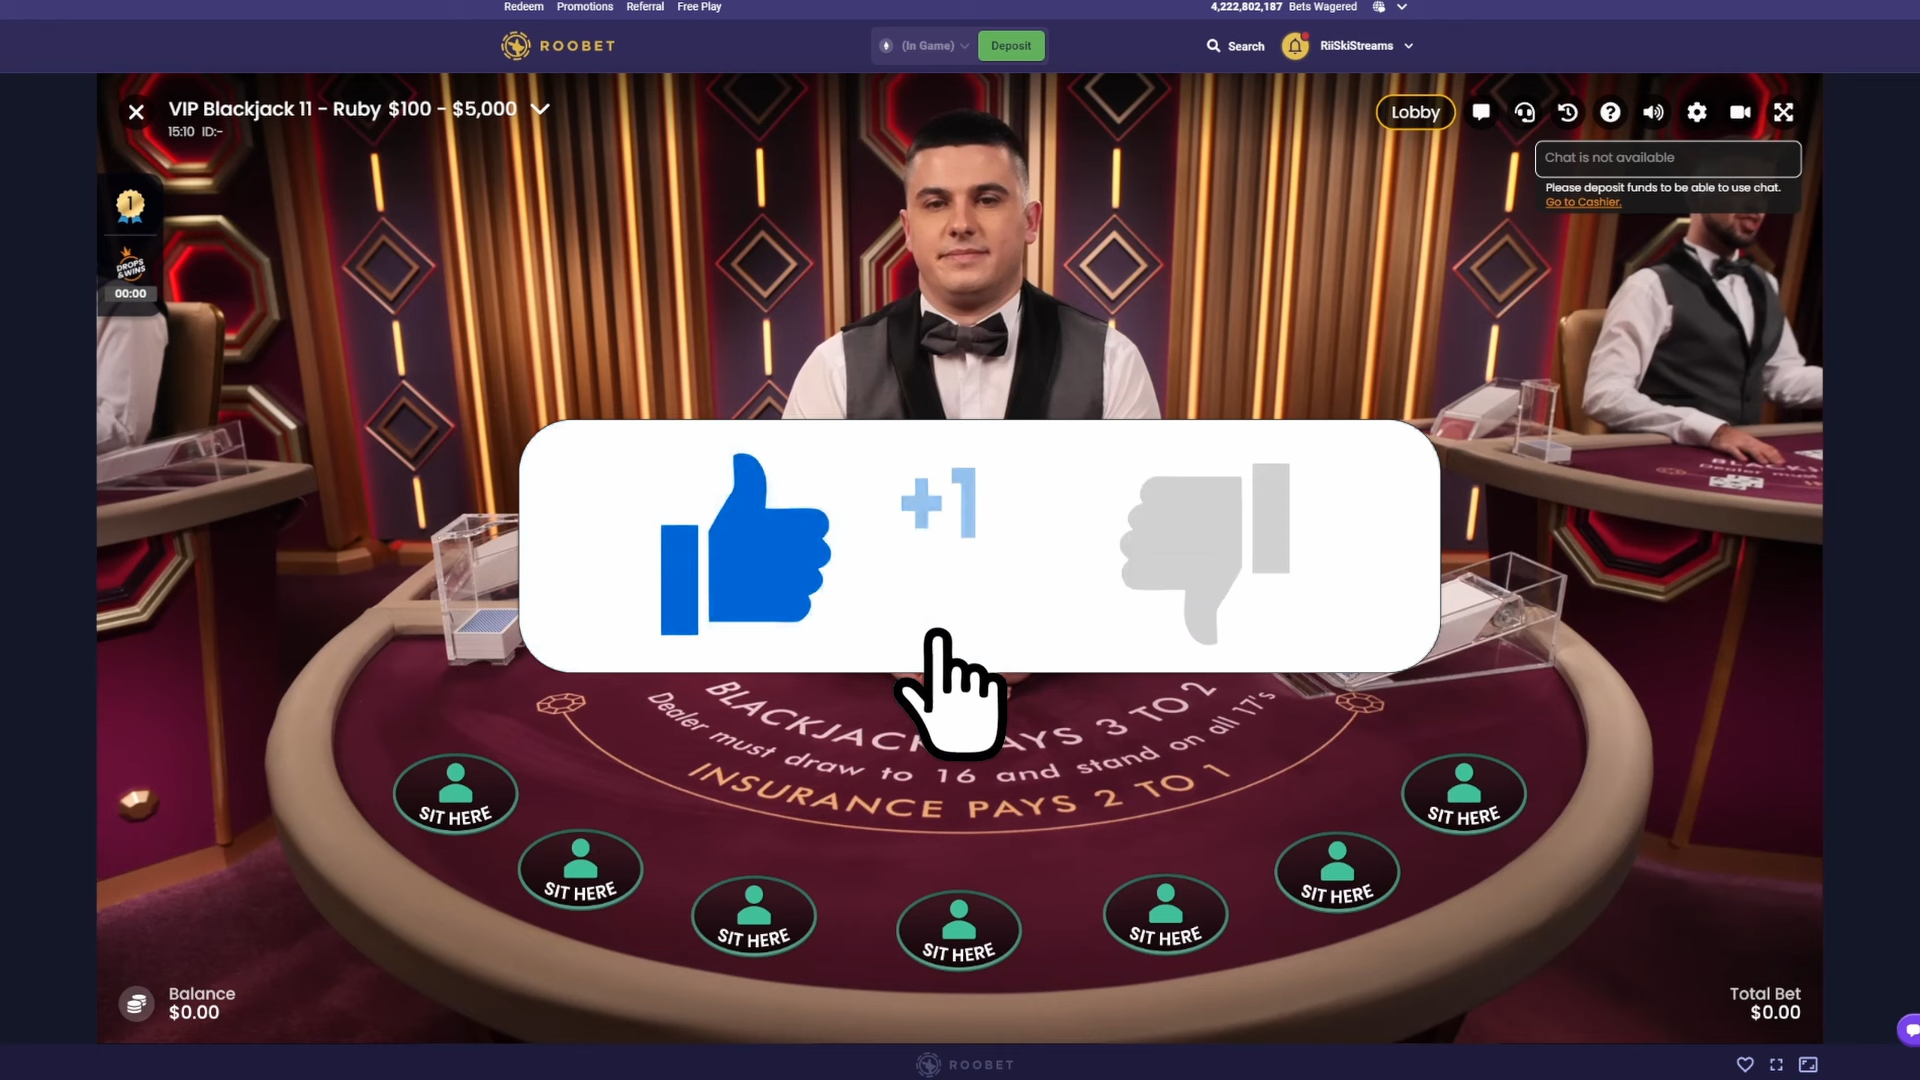 Redeem Promotions Referral Free Play
4,222,802,187 Bets Wagered
ROOBET
(In Game)
Deposit
Search
RiiSkiStreams
VIP Blackjack 11 - Ruby $100 - $5,000
15:10 ID:-
Lobby
Chat is not available
Please deposit funds to be able to use chat.
Go to Cashier.
1
DROPS
&WINS
00:00
+1
BLACKJACK PAYS 3 TO 2
Dealer must draw to 16 and stand on all 17's
INSURANCE PAYS 2 TO 1
SIT HERE
SIT HERE
SIT HERE
SIT HERE
SIT HERE
SIT HERE
SIT HERE
Balance
$0.00
Total Bet
$0.00
ROOBET